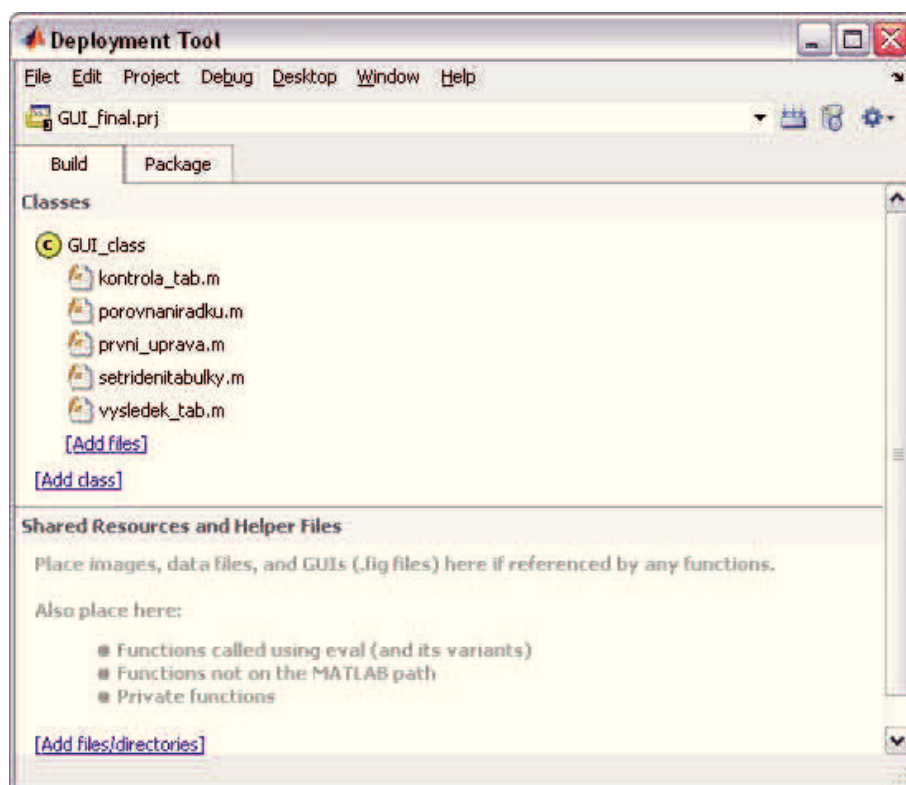 Deployment Tool
File Edit Project Debug Desktop Window Help
GUI_final.prj
Build Package
Classes
GUI_class
kontrola_tab.m
porovnaniradku.m
prvni_uprava.m
setridenitabulky.m
vysledek_tab.m
[Add files]
[Add class]
Shared Resources and Helper Files
Place images, data files, and GUIs (.fig files) here if referenced by any functions.
Also place here:
Functions called using eval (and its variants)
Functions not on the MATLAB path
Private functions
[Add files/directories]